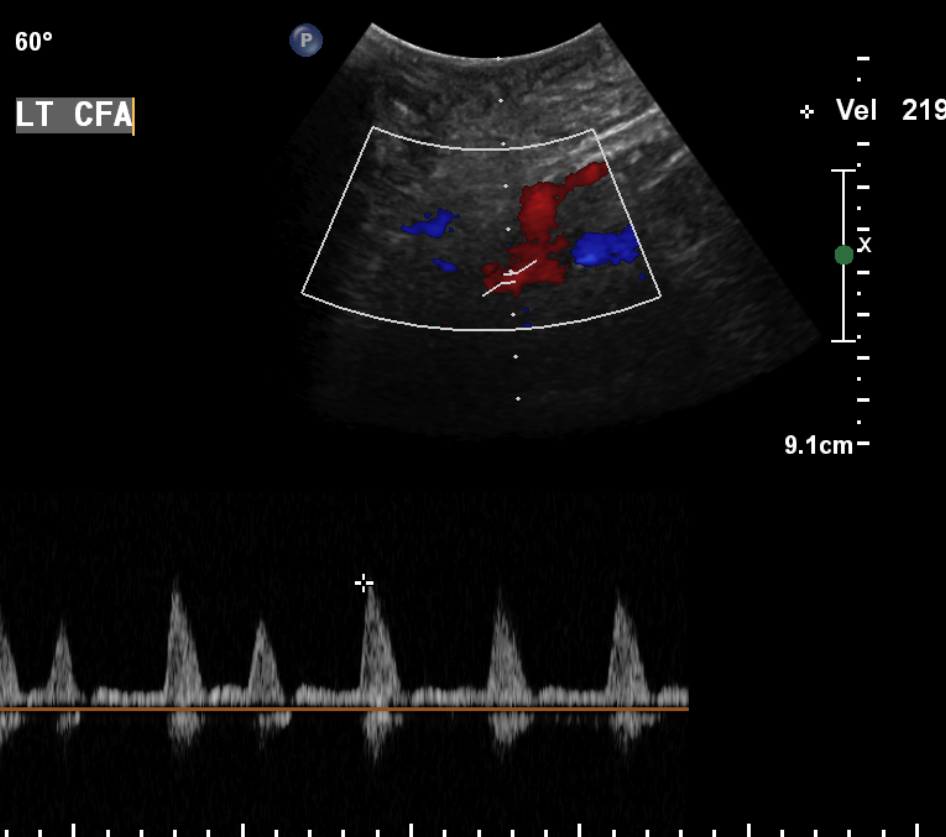 60°
P
LT CFA
Vel 219
X
9.1cm